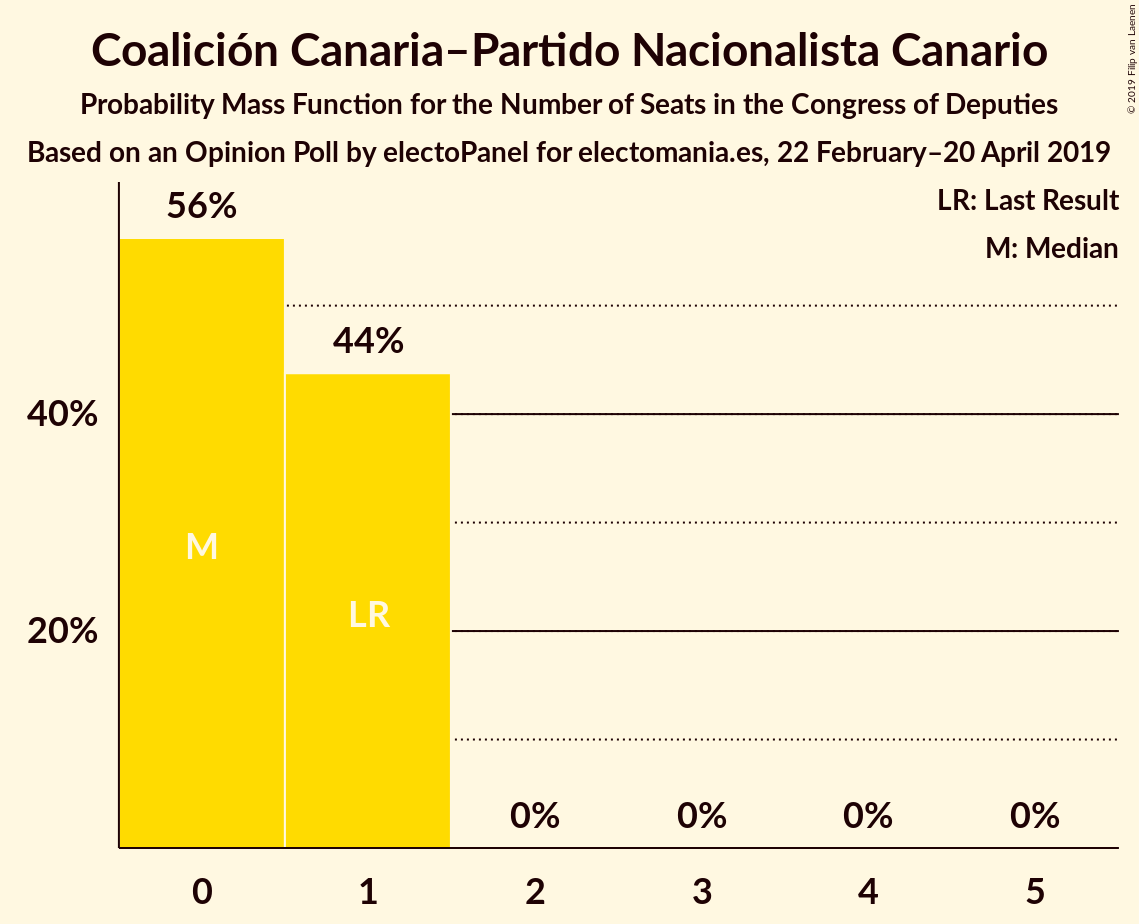 Coalición Canaria–Partido Nacionalista Canario
Probability Mass Function for the Number of Seats in the Congress of Deputies
Based on an Opinion Poll by electoPanel for electomania.es, 22 February–20 April 2019
© 2019 Filip van Laenen
LR: Last Result
M: Median
56%
44%
40%
M
LR
20%
0% 0% 0% 0%
0 1 2 3 4 5